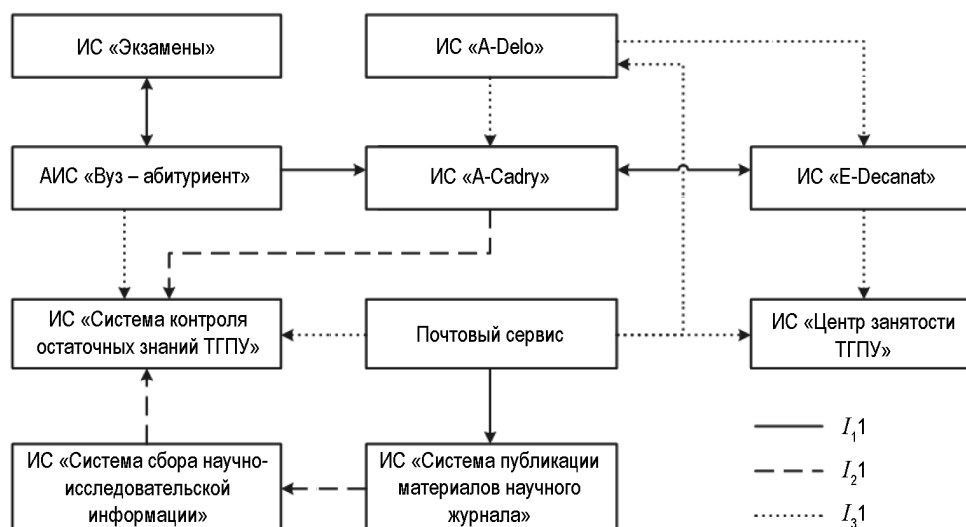 ИС «Экзамены»
ИС «A-Delo»
АИС «Вуз – абитуриент»
ИС «A-Cadry»
ИС «E-Decanat»
ИС «Система контроля
остаточных знаний ТГПУ»
Почтовый сервис
ИС «Центр занятости
ТГПУ»
ИС «Система сбора научно-
исследовательской
информации»
ИС «Система публикации
материалов научного
журнала»
I₁1
I₂1
I₃1